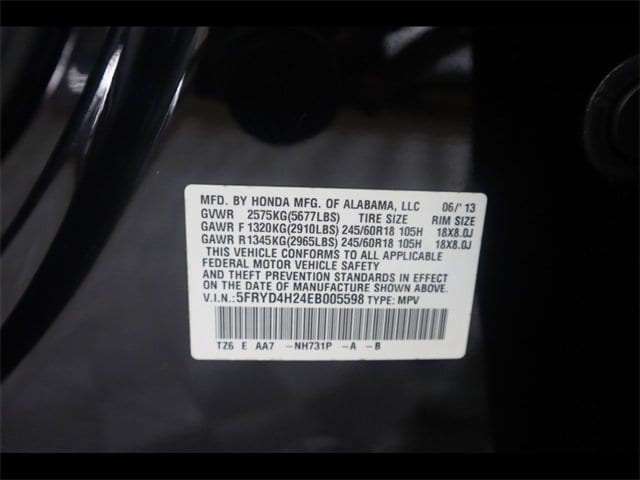 MFD. BY HONDA MFG. OF ALABAMA, LLC 06/'13
GVWR 2575KG(5677LBS) TIRE SIZE RIM SIZE
GAWR F 1320KG(2910LBS) 245/60R18 105H 18X8.0J
GAWR R 1345KG(2965LBS) 245/60R18 105H 18X8.0J
THIS VEHICLE CONFORMS TO ALL APPLICABLE
FEDERAL MOTOR VEHICLE SAFETY
AND THEFT PREVENTION STANDARDS IN EFFECT
ON THE DATE OF MANUFACTURE SHOWN ABOVE.
V.I.N.: 5FRYD4H24EB005598 TYPE: MPV
TZ6 E AA7 -NH731P -A -B